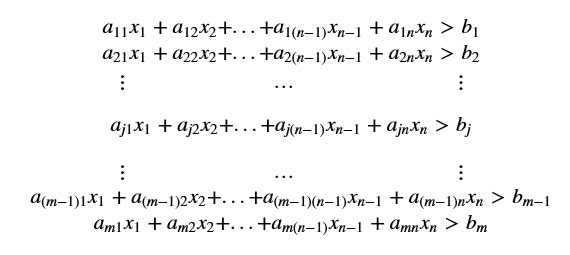 a₁₁x₁ + a₁₂x₂+...+a₁₍ₙ₋₁₎xₙ₋₁ + a₁ₙxₙ > b₁
a₂₁x₁ + a₂₂x₂+...+a₂₍ₙ₋₁₎xₙ₋₁ + a₂ₙxₙ > b₂
⋮ ... ⋮
aⱼ₁x₁ + aⱼ₂x₂+...+aⱼ₍ₙ₋₁₎xₙ₋₁ + aⱼₙxₙ > bⱼ
⋮ ... ⋮
a₍ₘ₋₁₎₁x₁ + a₍ₘ₋₁₎₂x₂+...+a₍ₘ₋₁₎₍ₙ₋₁₎xₙ₋₁ + a₍ₘ₋₁₎ₙxₙ > bₘ₋₁
aₘ₁x₁ + aₘ₂x₂+...+aₘ₍ₙ₋₁₎xₙ₋₁ + aₘₙxₙ > bₘ